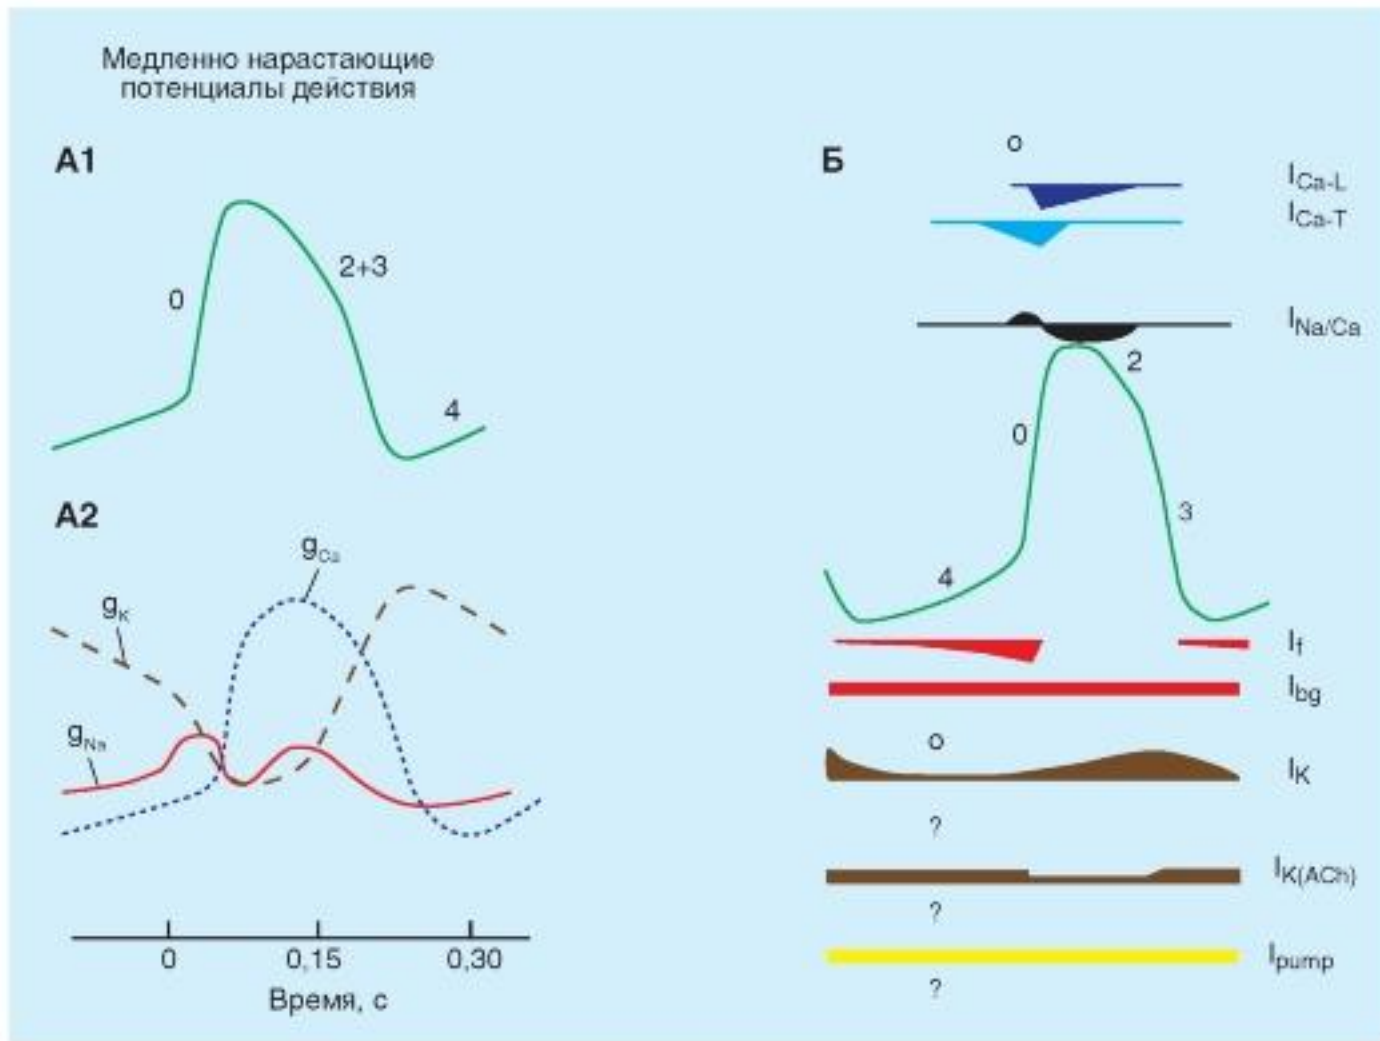 Медленно нарастающие
потенциалы действия
А1
0
2+3
4
А2
gCa
gK
gNa
0
0,15
0,30
Время, с
Б
o
ICa-L
ICa-T
INa/Ca
2
0
3
4
If
Ibg
o
IK
?
IK(ACh)
?
Ipump
?